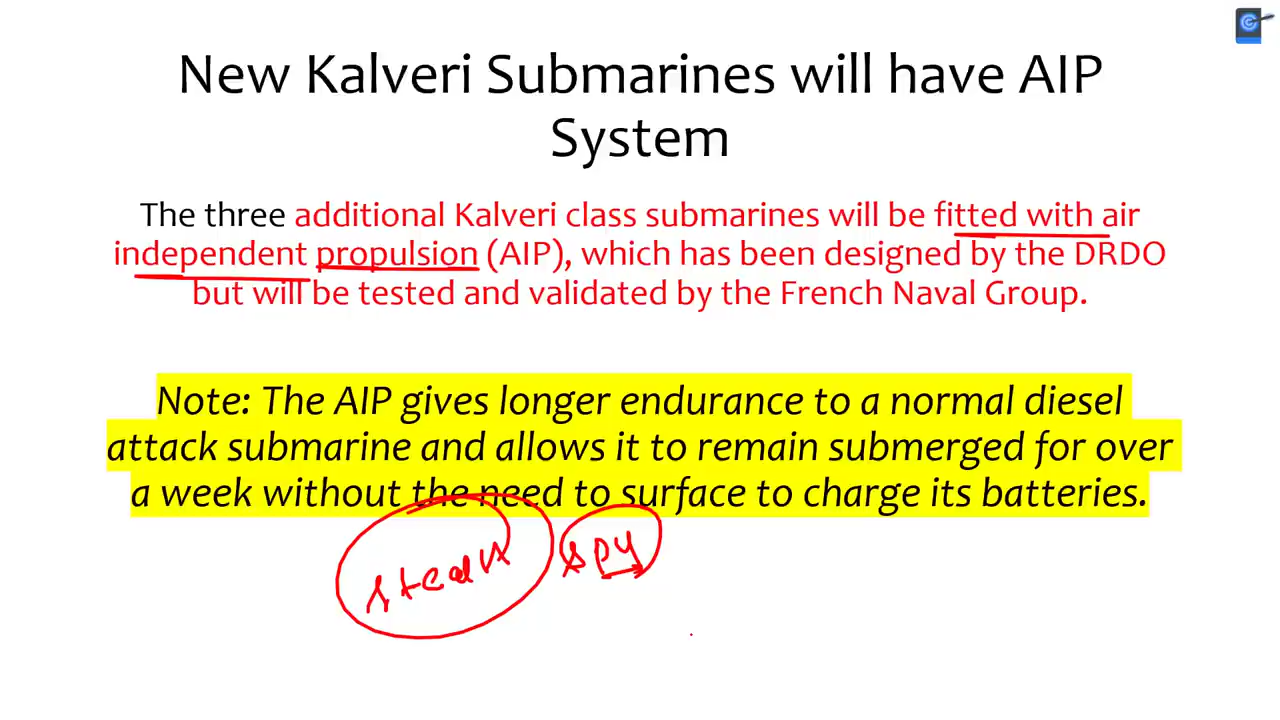 New Kalveri Submarines will have AIP
System
The three additional Kalveri class submarines will be fitted with air
independent propulsion (AIP), which has been designed by the DRDO
but will be tested and validated by the French Naval Group.
Note: The AIP gives longer endurance to a normal diesel
attack submarine and allows it to remain submerged for over
a week without the need to surface to charge its batteries.
spy